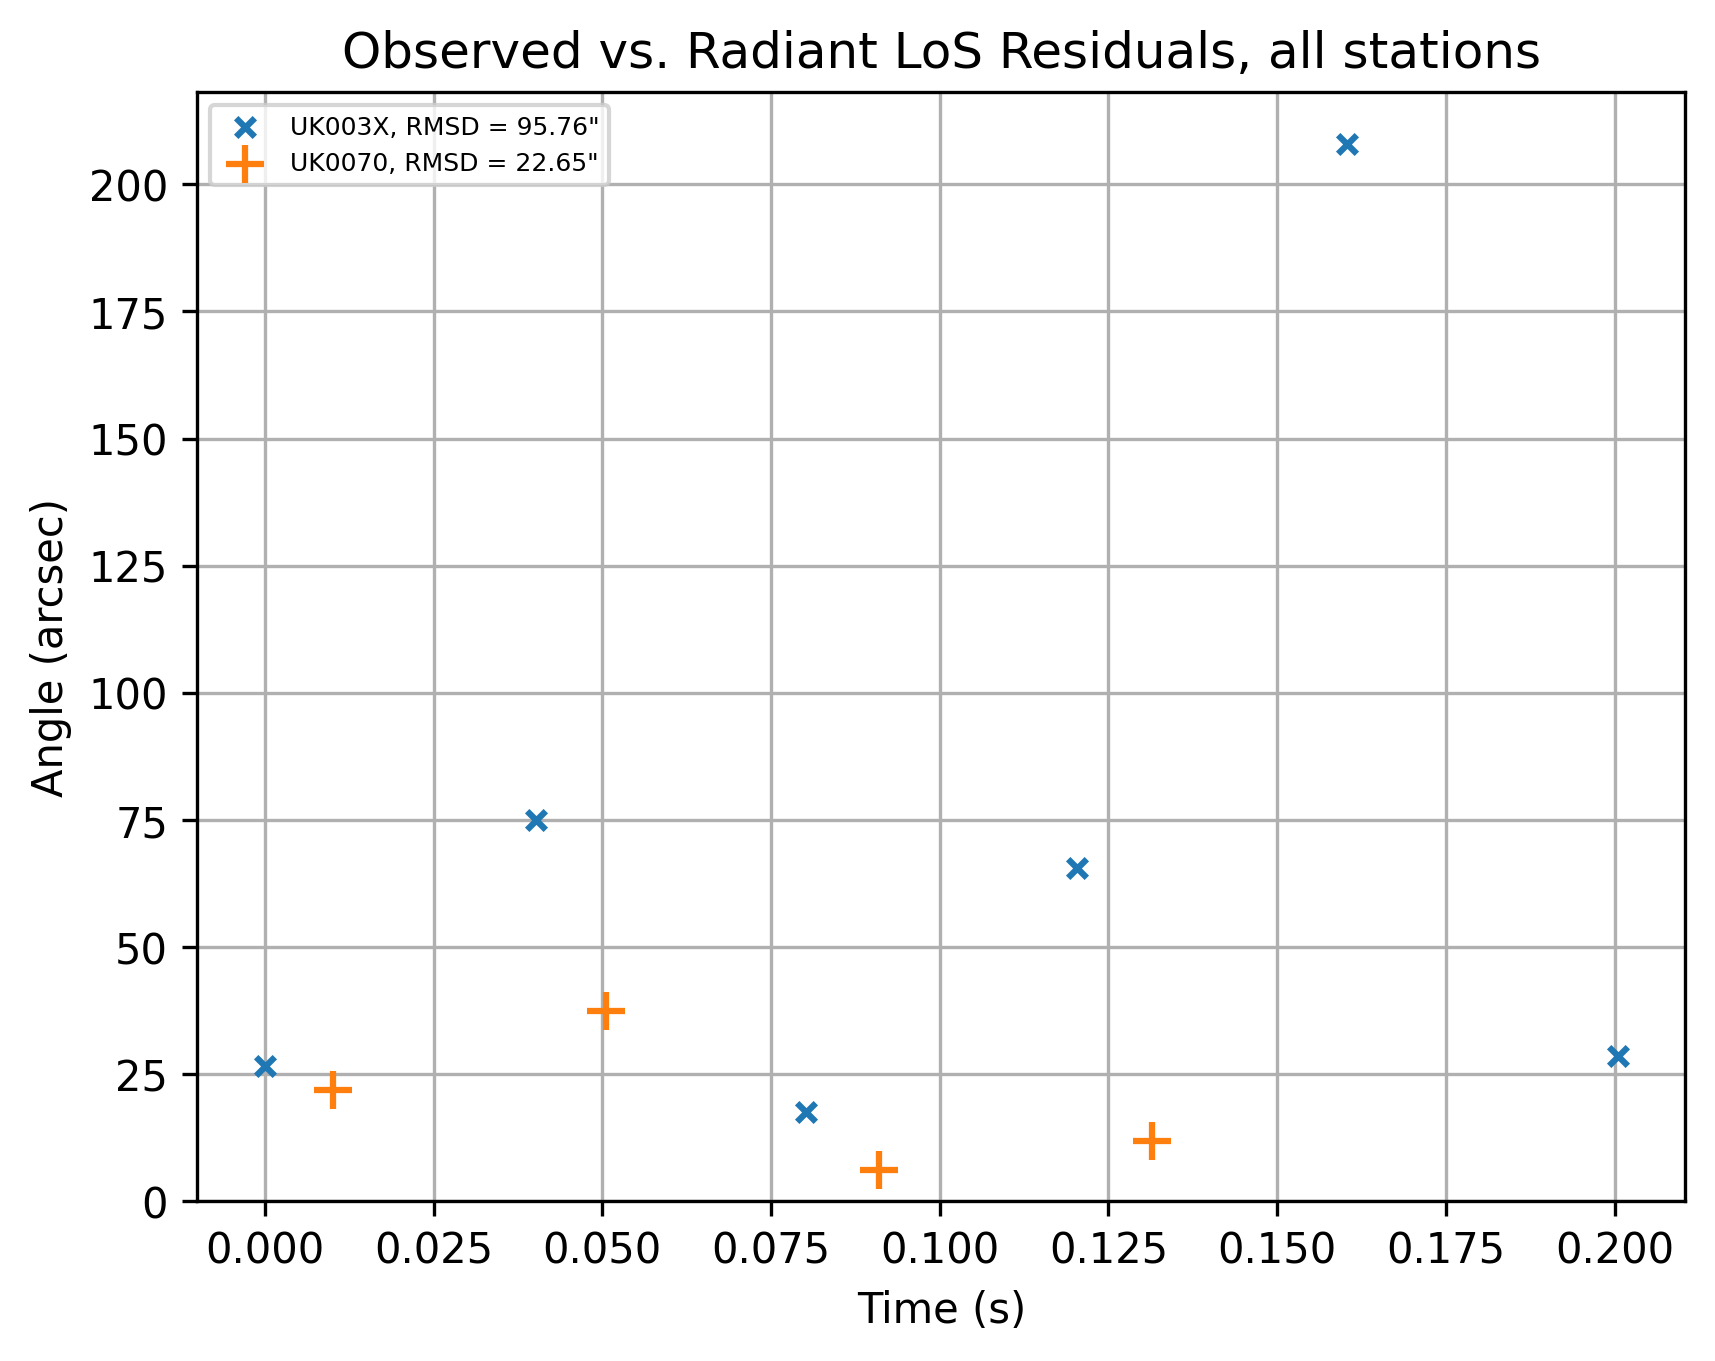 Observed vs. Radiant LoS Residuals, all stations
UK003X, RMSD = 95.76"
UK0070, RMSD = 22.65"
200
175
150
125
100
75
50
25
0
Angle (arcsec)
0.000 0.025 0.050 0.075 0.100 0.125 0.150 0.175 0.200
Time (s)